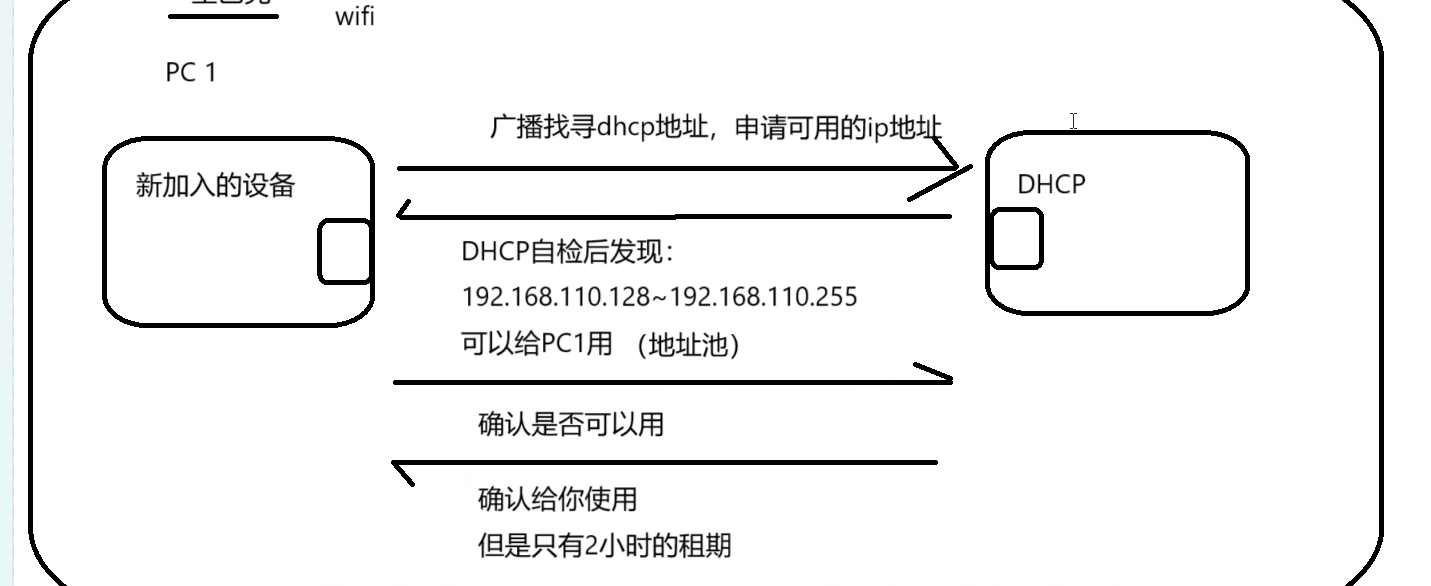 wifi
PC 1
广播找寻dhcp地址，申请可用的ip地址
新加入的设备
DHCP
DHCP自检后发现：
192.168.110.128~192.168.110.255
可以给PC1用 （地址池）
确认是否可以用
确认给你使用
但是只有2小时的租期